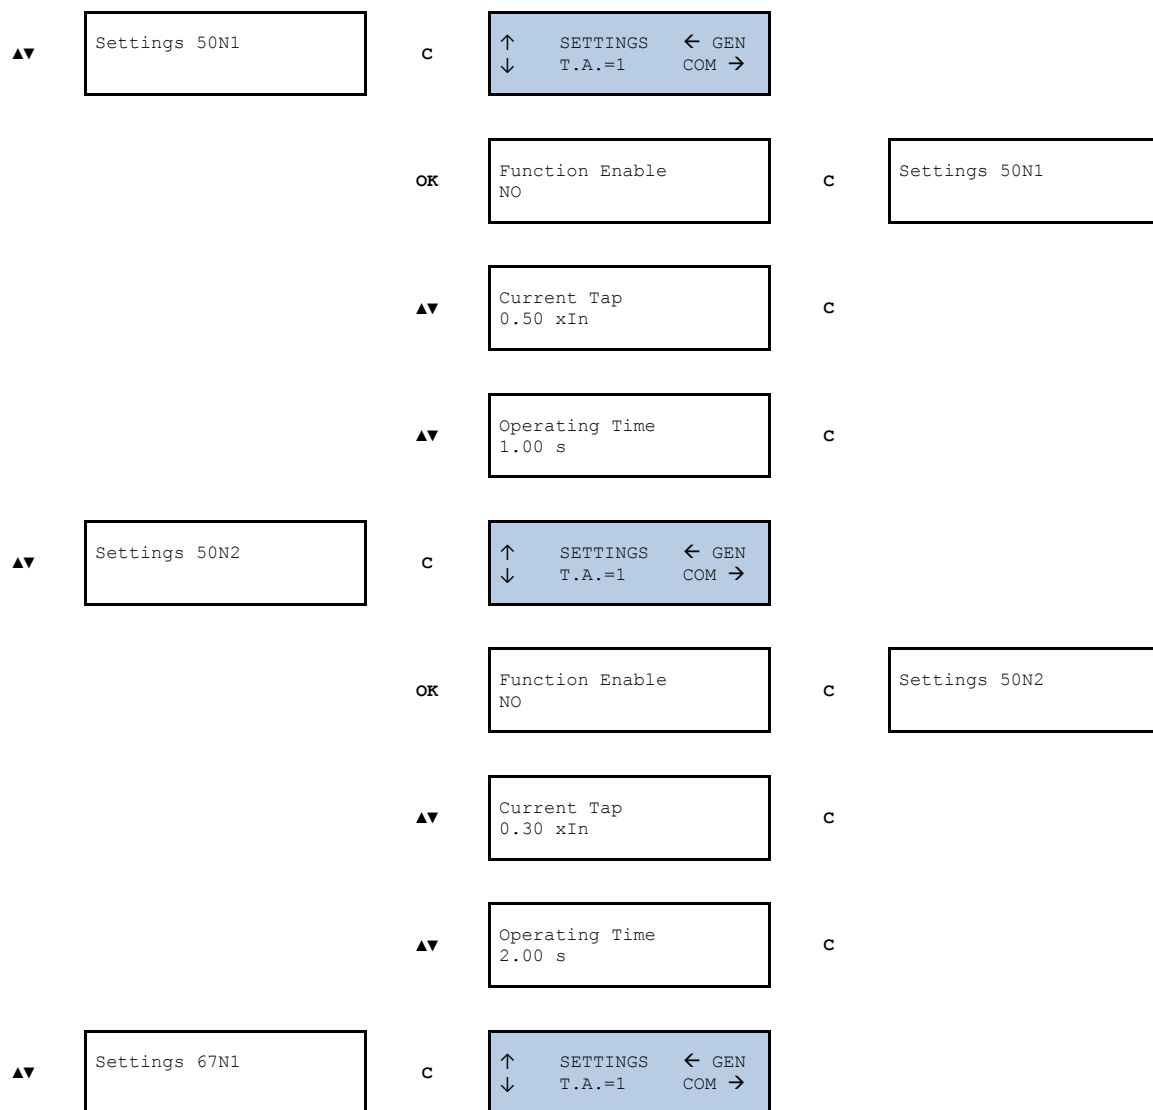 ▲▼ Settings 50N1 C ↑ SETTINGS ← GEN
↓ T.A.=1 COM →
OK Function Enable C Settings 50N1
NO
▲▼ Current Tap C
0.50 xIn
▲▼ Operating Time C
1.00 s
▲▼ Settings 50N2 C ↑ SETTINGS ← GEN
↓ T.A.=1 COM →
OK Function Enable C Settings 50N2
NO
▲▼ Current Tap C
0.30 xIn
▲▼ Operating Time C
2.00 s
▲▼ Settings 67N1 C ↑ SETTINGS ← GEN
↓ T.A.=1 COM →